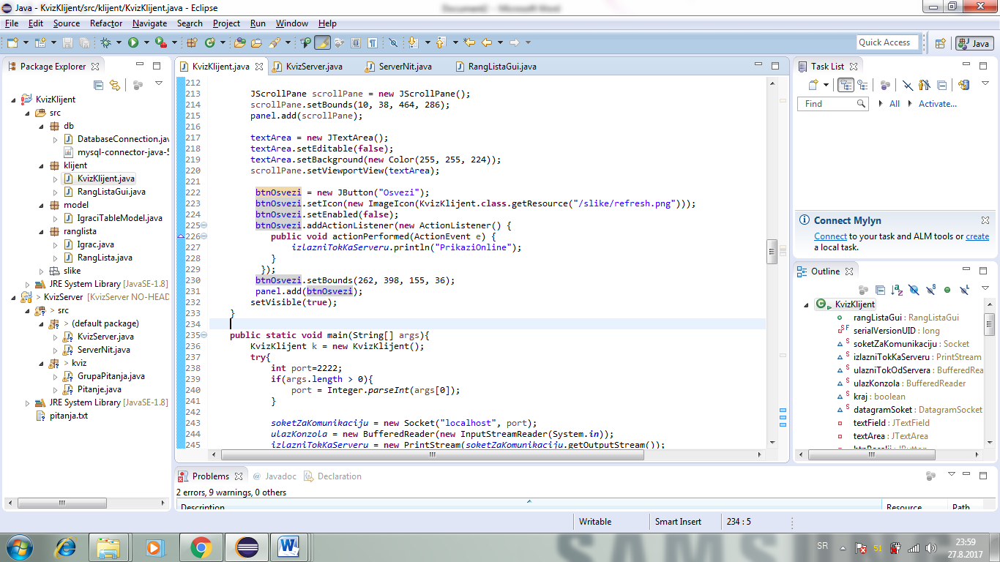 Java - KvizKlijent/src/klijent/KvizKlijent.java - Eclipse
Document2 - Microsoft Word
File Edit Source Refactor Navigate Search Project Run Window Help
Quick Access
Java
Package Explorer
KvizKlijent
src
db
DatabaseConnection.jav
mysql-connector-java-5
klijent
KvizKlijent.java
RangListaGui.java
model
IgraciTableModel.java
ranglista
Igrac.java
RangLista.java
slike
JRE System Library [JavaSE-1.8]
> KvizServer [KvizServer NO-HEAD
> src
> (default package)
KvizServer.java
ServerNit.java
> kviz
GrupaPitanja.java
Pitanje.java
JRE System Library [JavaSE-1.8]
pitanja.txt
KvizKlijent.java KvizServer.java ServerNit.java RangListaGui.java
212
213 JScrollPane scrollPane = new JScrollPane();
214 scrollPane.setBounds(10, 38, 464, 286);
215 panel.add(scrollPane);
216
217 textArea = new JTextArea();
218 textArea.setEditable(false);
219 textArea.setBackground(new Color(255, 255, 224));
220 scrollPane.setViewportView(textArea);
221
222 btnOsvezi = new JButton("Osvezi");
223 btnOsvezi.setIcon(new ImageIcon(KvizKlijent.class.getResource("/slike/refresh.png")));
224 btnOsvezi.setEnabled(false);
225 btnOsvezi.addActionListener(new ActionListener() {
226 public void actionPerformed(ActionEvent e) {
227 izlazniTokKaServeru.println("PrikaziOnline");
228 }
229 });
230 btnOsvezi.setBounds(262, 398, 155, 36);
231 panel.add(btnOsvezi);
232 setVisible(true);
233 }
234
235 public static void main(String[] args){
236 KvizKlijent k = new KvizKlijent();
237 try{
238 int port=2222;
239 if(args.length > 0){
240 port = Integer.parseInt(args[0]);
241 }
242
243 soketZaKomunikaciju = new Socket("localhost", port);
244 ulazKonzola = new BufferedReader(new InputStreamReader(System.in));
245 izlazniTokKaServeru = new PrintStream(soketZaKomunikaciju.getOutputStream());
Task List
Find All Activate...
Connect Mylyn
Connect to your task and ALM tools or create
a local task.
Outline
KvizKlijent
rangListaGui : RangListaGui
serialVersionUID : long
soketZaKomunikaciju : Socket
izlazniTokKaServeru : PrintStream
ulazniTokOdServera : BufferedRea
ulazKonzola : BufferedReader
kraj : boolean
datagramSoket : DatagramSocket
textField : JTextField
textArea : JTextArea
Problems Javadoc Declaration
2 errors, 9 warnings, 0 others
Description Resource Path
Writable Smart Insert 234 : 5
SAMSUNG
SR 51 23:59
27.8.2017